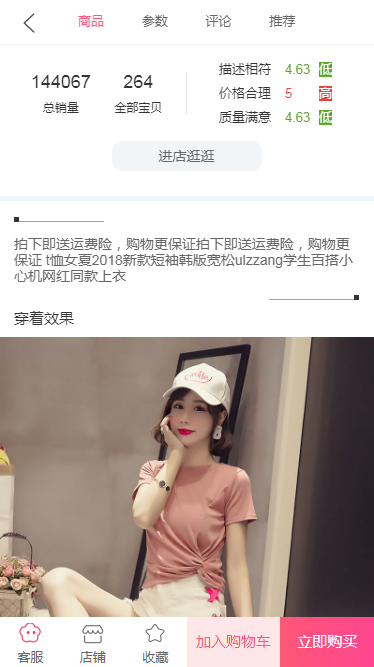 商品 参数 评论 推荐
144067 264
总销量 全部宝贝
描述相符 4.63 低
价格合理 5 高
质量满意 4.63 低
进店逛逛
拍下即送运费险，购物更保证拍下即送运费险，购物更
保证 t恤女夏2018新款短袖韩版宽松ulzzang学生百搭小
心机网红同款上衣
穿着效果
客服 店铺 收藏 加入购物车 立即购买